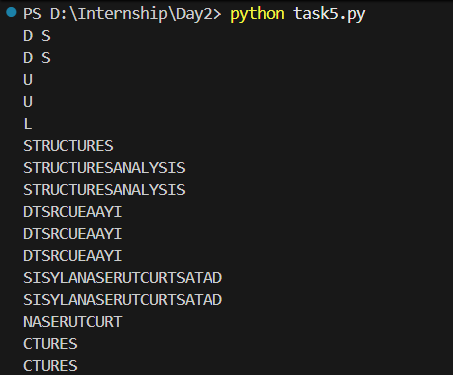 PS D:\Internship\Day2> python task5.py
D S
D S
U
U
L
STRUCTURES
STRUCTURESANALYSIS
STRUCTURESANALYSIS
DTSRCUEAAYI
DTSRCUEAAYI
DTSRCUEAAYI
SISYLANASERUTCURTSATAD
SISYLANASERUTCURTSATAD
NASERUTCURT
CTURES
CTURES